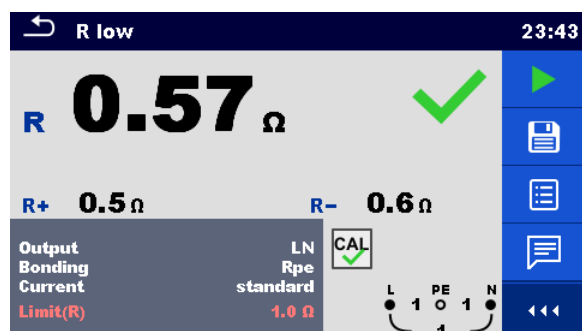 R low 23:43
R 0.57 Ω
R+ 0.5 Ω R- 0.6 Ω
Output LN
Bonding Rpe
Current standard
Limit(R) 1.0 Ω
CAL
L PE N
1 1
1